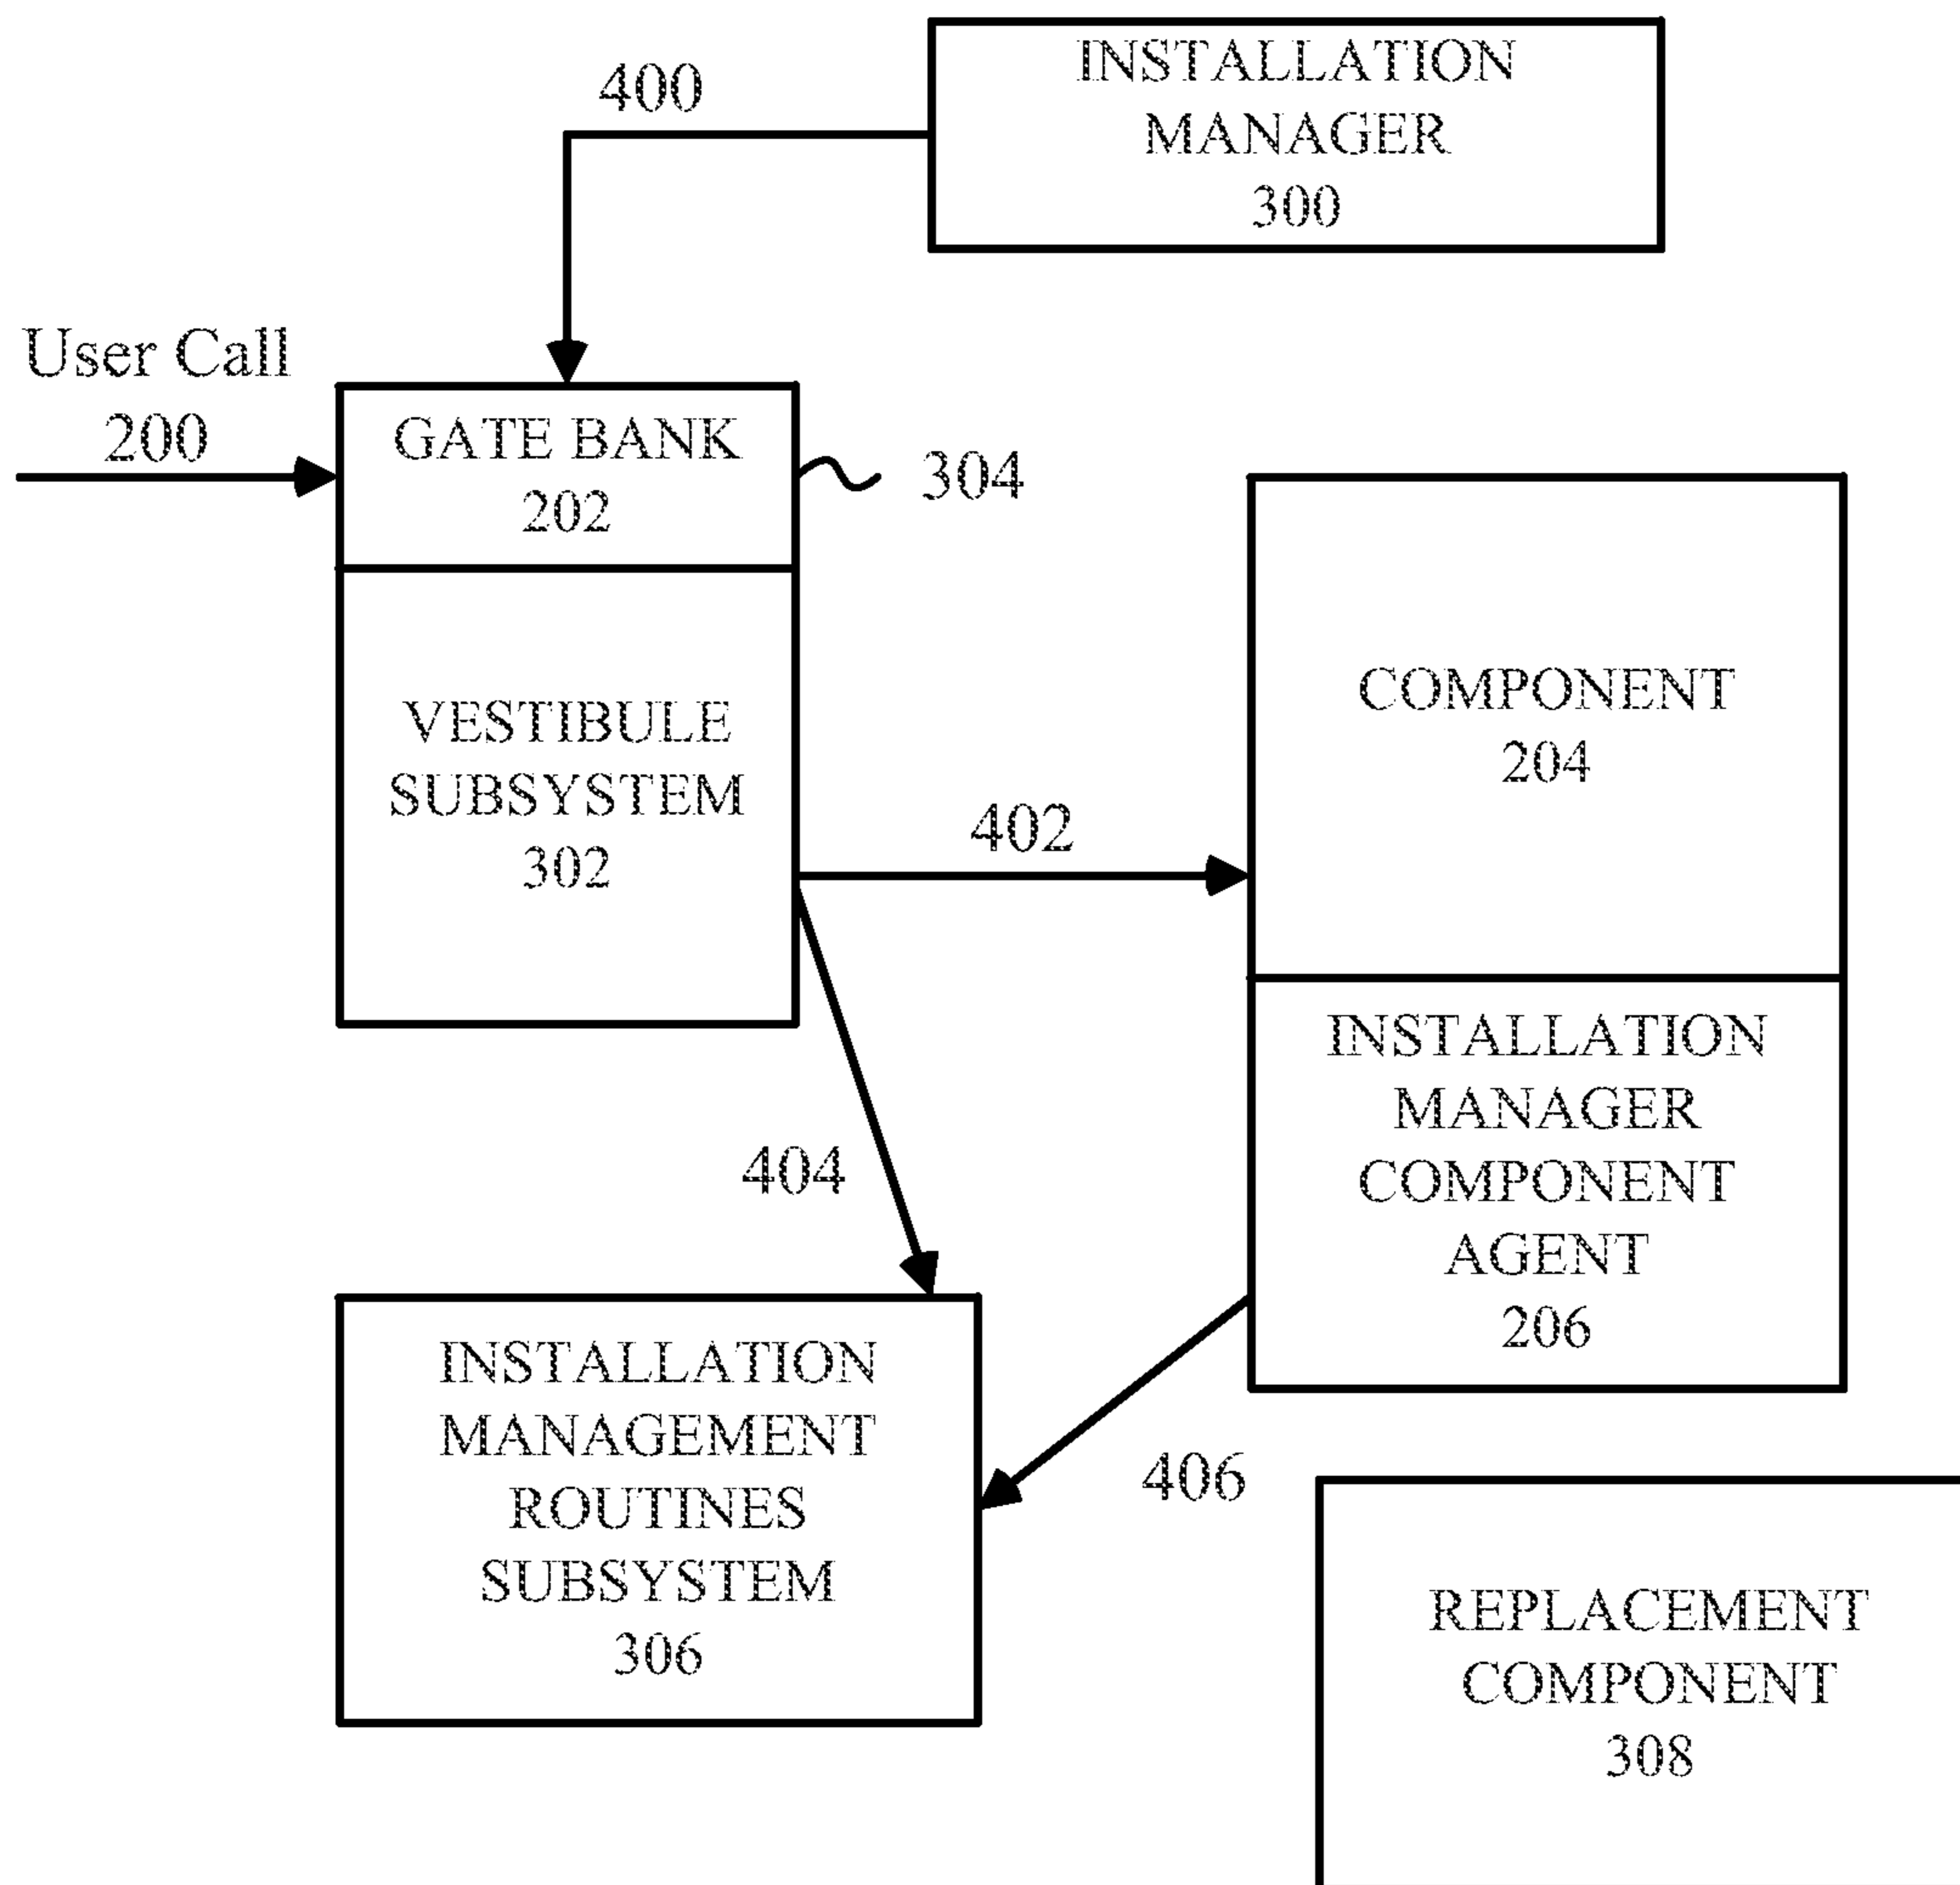 INSTALLATION
MANAGER
300
400
User Call
200
GATE BANK
202
304
VESTIBULE
SUBSYSTEM
302
402
COMPONENT
204
INSTALLATION
MANAGER
COMPONENT
AGENT
206
404
406
INSTALLATION
MANAGEMENT
ROUTINES
SUBSYSTEM
306
REPLACEMENT
COMPONENT
308